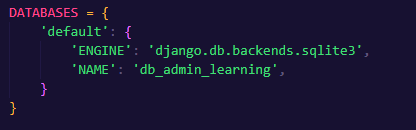 DATABASES = {
    'default': {
        'ENGINE': 'django.db.backends.sqlite3',
        'NAME': 'db_admin_learning',
    }
}